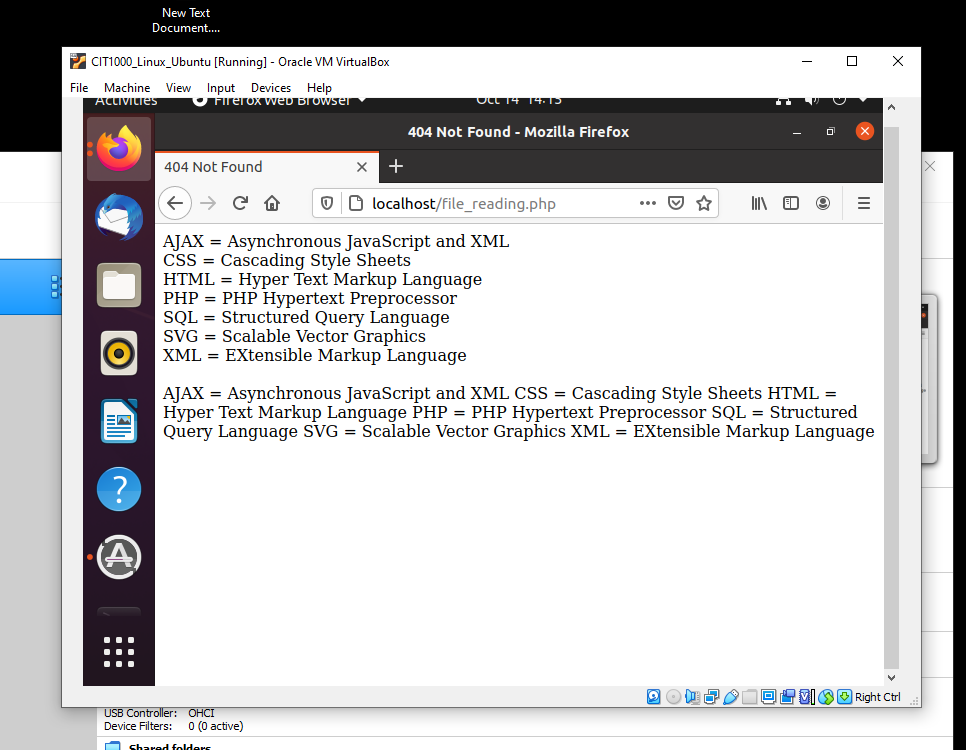 New Text
Document....
CIT1000_Linux_Ubuntu [Running] - Oracle VM VirtualBox
File Machine View Input Devices Help
Activities Firefox Web Browser Oct 14 14:15
404 Not Found - Mozilla Firefox
404 Not Found
localhost/file_reading.php
AJAX = Asynchronous JavaScript and XML
CSS = Cascading Style Sheets
HTML = Hyper Text Markup Language
PHP = PHP Hypertext Preprocessor
SQL = Structured Query Language
SVG = Scalable Vector Graphics
XML = EXtensible Markup Language
AJAX = Asynchronous JavaScript and XML CSS = Cascading Style Sheets HTML =
Hyper Text Markup Language PHP = PHP Hypertext Preprocessor SQL = Structured
Query Language SVG = Scalable Vector Graphics XML = EXtensible Markup Language
Right Ctrl
USB Controller: OHCI
Device Filters: 0 (0 active)
Shared folders